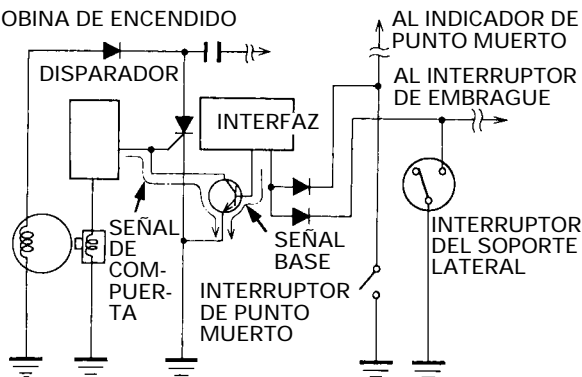 OBINA DE ENCENDIDO
AL INDICADOR DE
PUNTO MUERTO
DISPARADOR
AL INTERRUPTOR
DE EMBRAGUE
INTERFAZ
SEÑAL
DE
COM-
PUER-
TA
SEÑAL
BASE
INTERRUPTOR
DE PUNTO
MUERTO
INTERRUPTOR
DEL SOPORTE
LATERAL